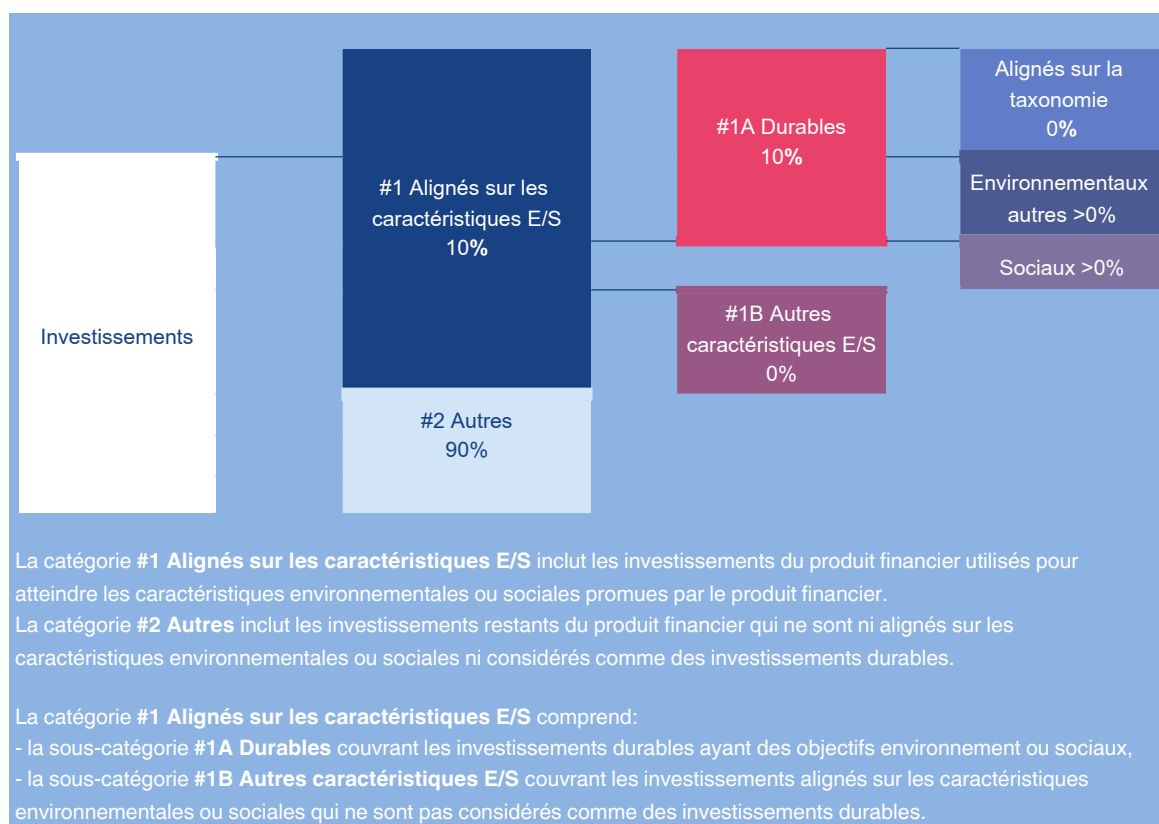 Investissements
#1 Alignés sur les
caractéristiques E/S
10%
#2 Autres
90%
#1A Durables
10%
#1B Autres
caractéristiques E/S
0%
Alignés sur la
taxonomie
0%
Environnementaux
autres >0%
Sociaux >0%
La catégorie #1 Alignés sur les caractéristiques E/S inclut les investissements du produit financier utilisés pour
atteindre les caractéristiques environnementales ou sociales promues par le produit financier.
La catégorie #2 Autres inclut les investissements restants du produit financier qui ne sont ni alignés sur les
caractéristiques environnementales ou sociales ni considérés comme des investissements durables.
La catégorie #1 Alignés sur les caractéristiques E/S comprend:
- la sous-catégorie #1A Durables couvrant les investissements durables ayant des objectifs environnement ou sociaux,
- la sous-catégorie #1B Autres caractéristiques E/S couvrant les investissements alignés sur les caractéristiques
environnementales ou sociales qui ne sont pas considérés comme des investissements durables.